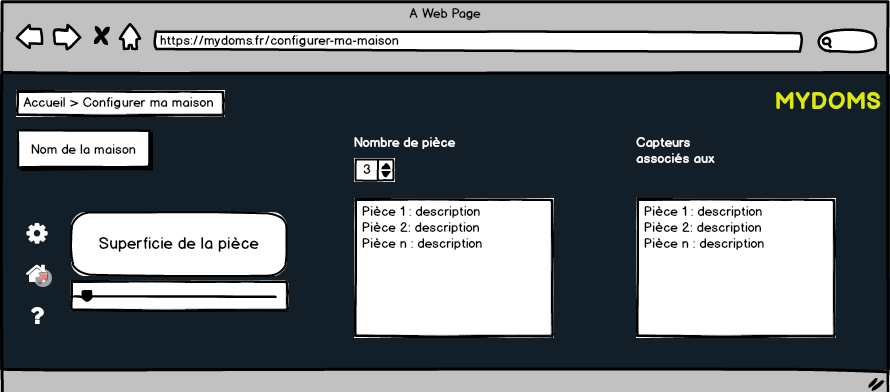 A Web Page
https://mydoms.fr/configurer-ma-maison
Accueil > Configurer ma maison
MYDOMS
Nom de la maison
Nombre de pièce
3
Capteurs
associés aux
Superficie de la pièce
Pièce 1 : description
Pièce 2: description
Pièce n : description
Pièce 1 : description
Pièce 2: description
Pièce n : description
?